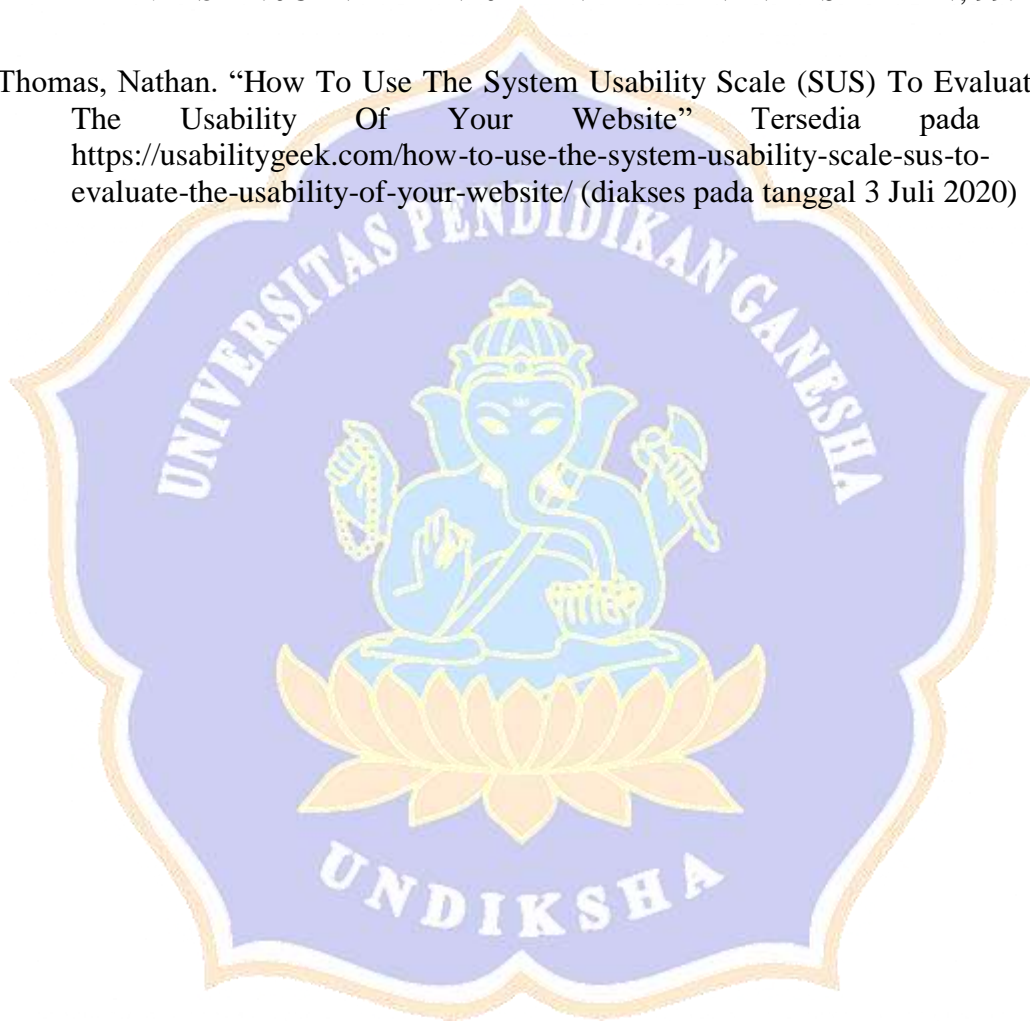 Thomas, Nathan. “How To Use The System Usability Scale (SUS) To Evaluat
The Usability Of Your Website” Tersedia pada
https://usabilitygeek.com/how-to-use-the-system-usability-scale-sus-to-
evaluate-the-usability-of-your-website/ (diakses pada tanggal 3 Juli 2020)
UNIVERSITAS PENDIDIKAN GANESHA
UNDIKSHA